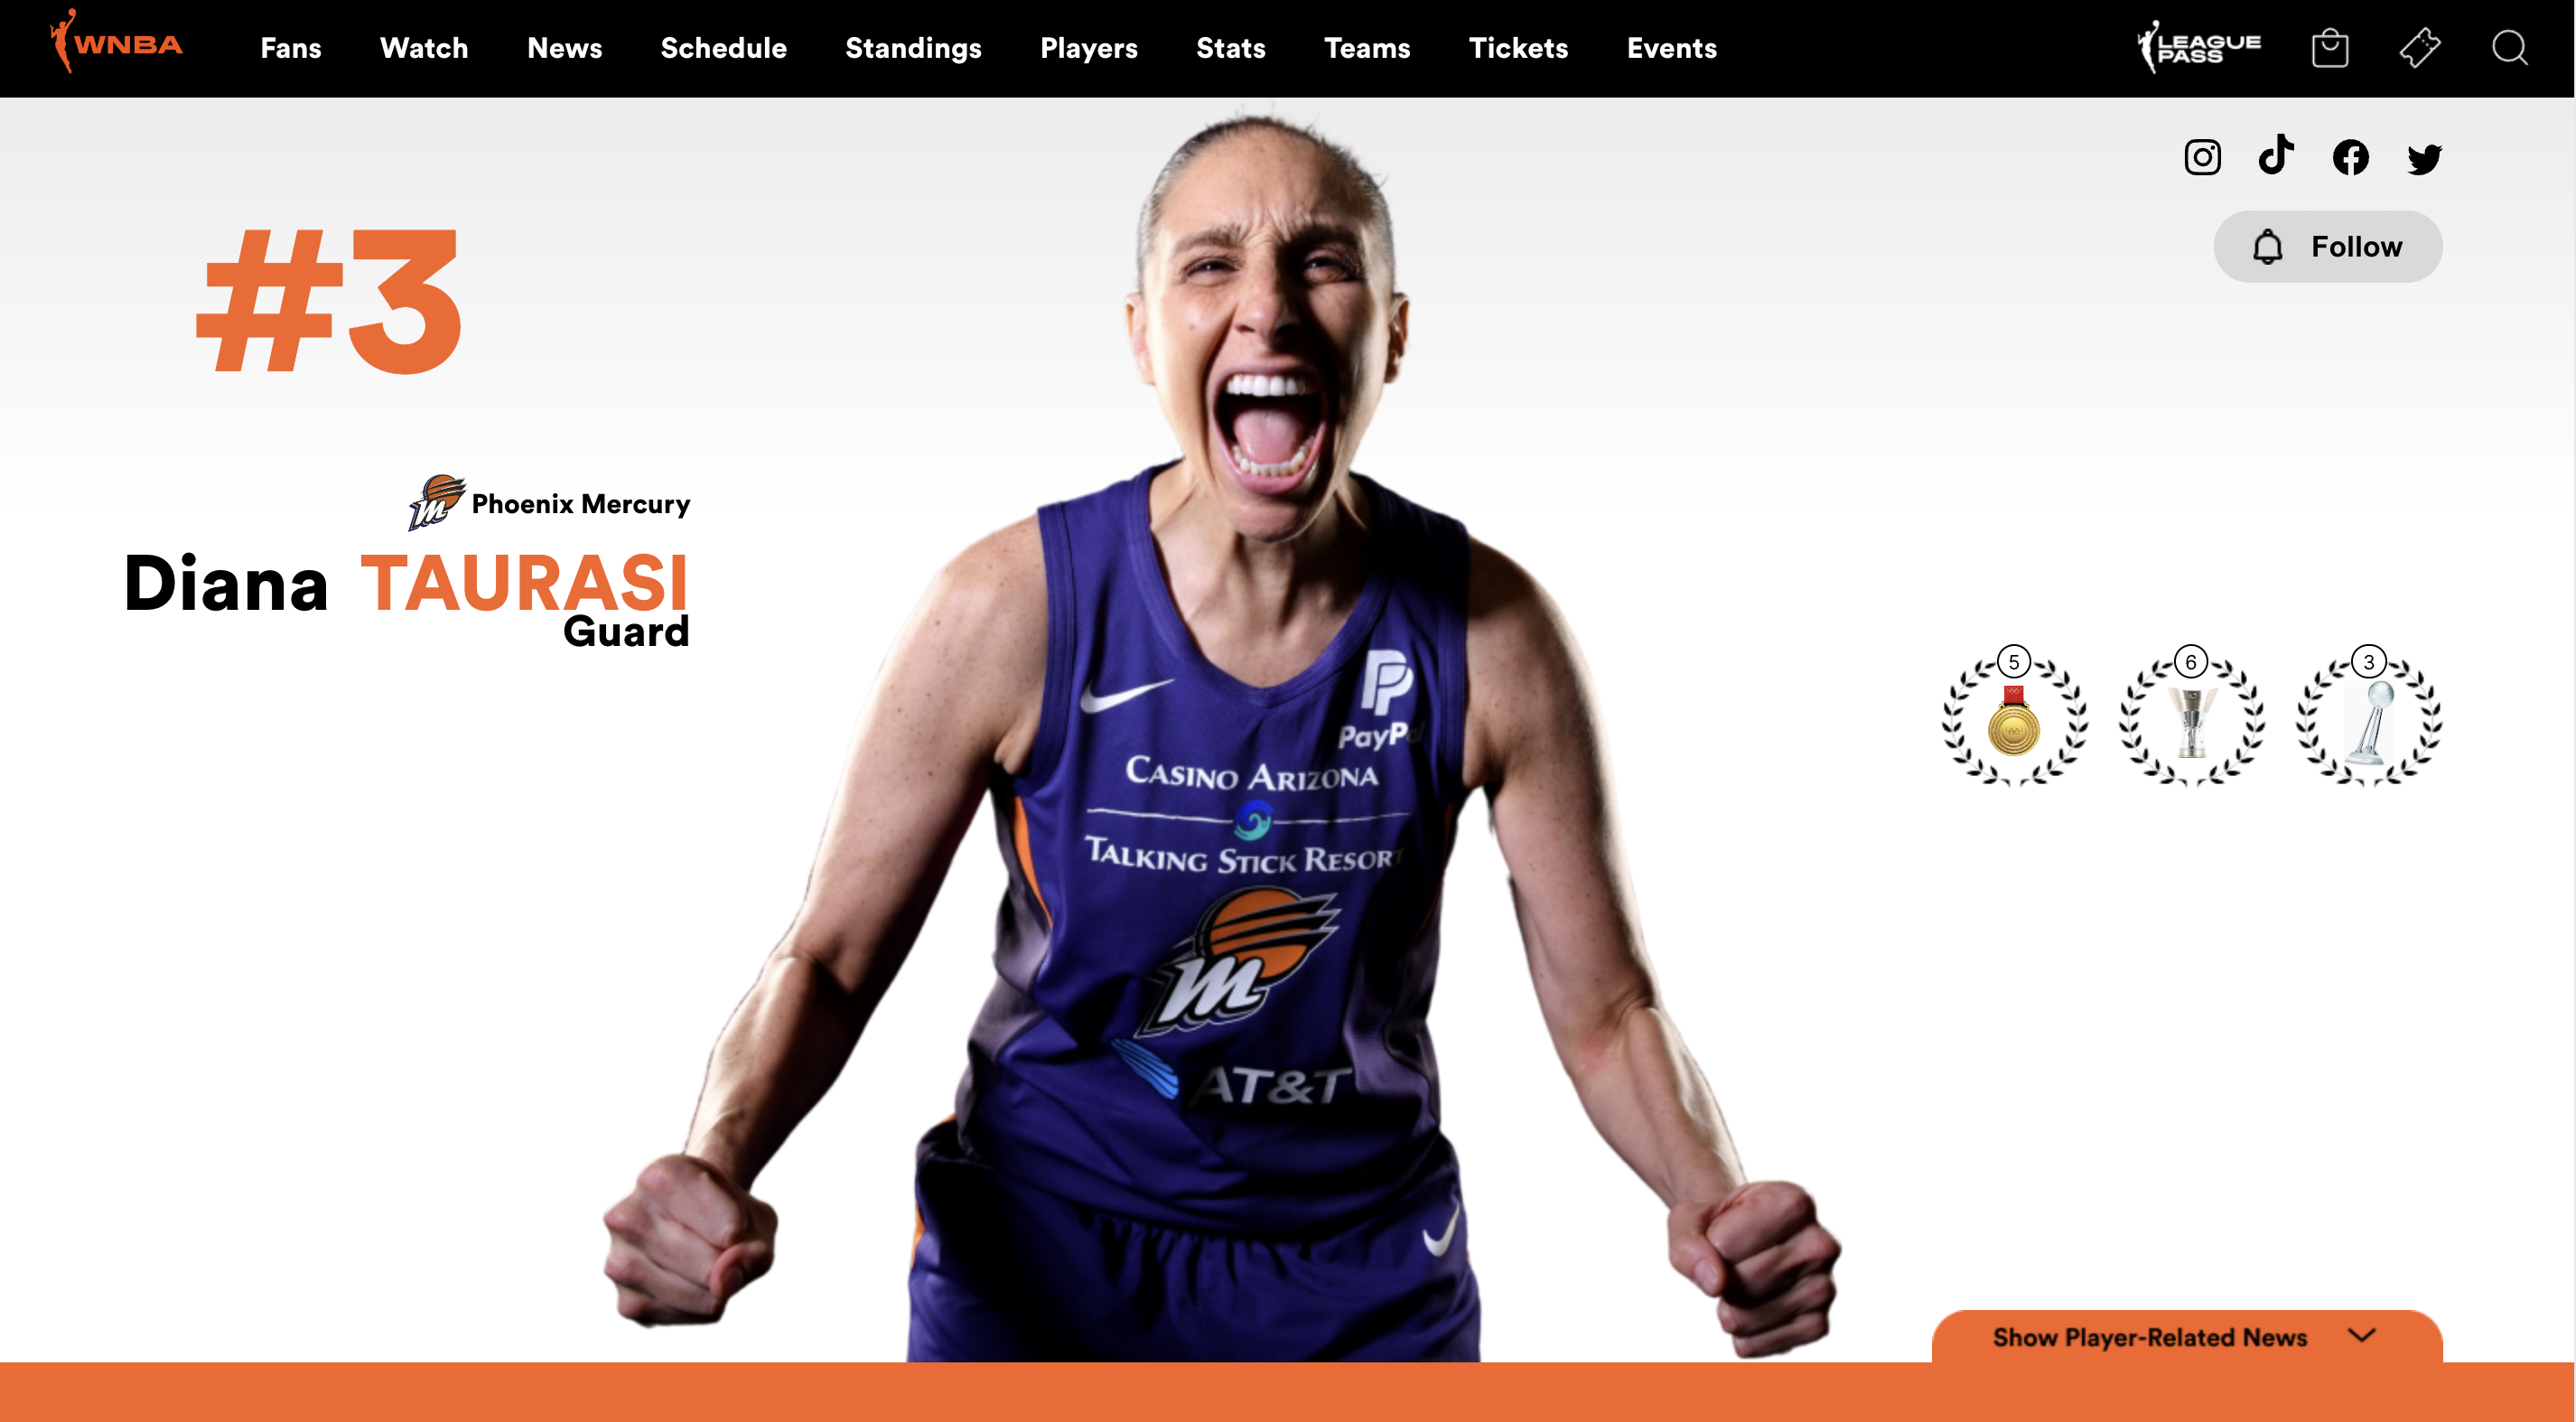 WNBA
Fans
Watch
News
Schedule
Standings
Players
Stats
Teams
Tickets
Events
LEAGUE
PASS
Follow
#3
Phoenix Mercury
Diana TAURASI
Guard
5
6
3
PayP
CASINO ARIZONA
TALKING STICK RESORT
M
AT&T
Show Player-Related News